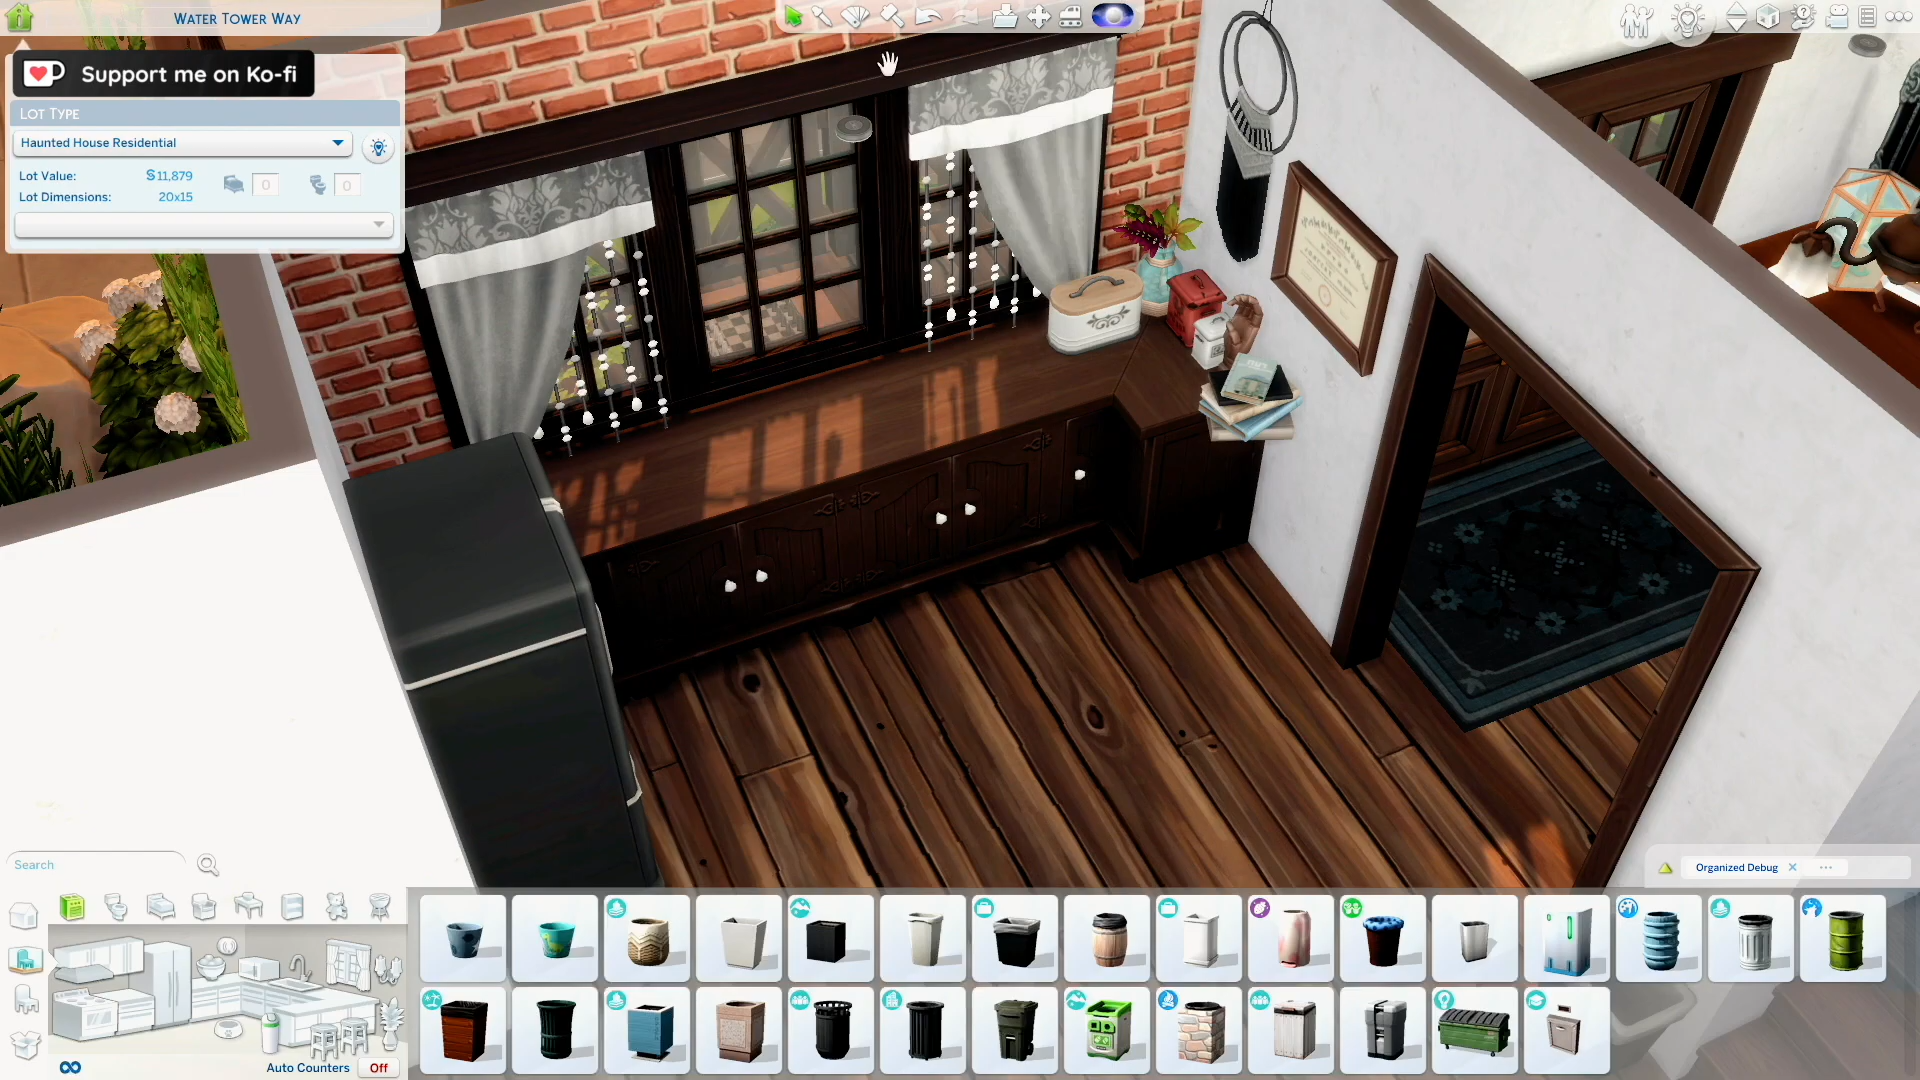 WATER TOWER WAY
Support me on Ko-fi
LOT TYPE
Haunted House Residential
Lot Value: §11,879
0
0
Lot Dimensions: 20x15
Search
Organized Debug
Auto Counters Off